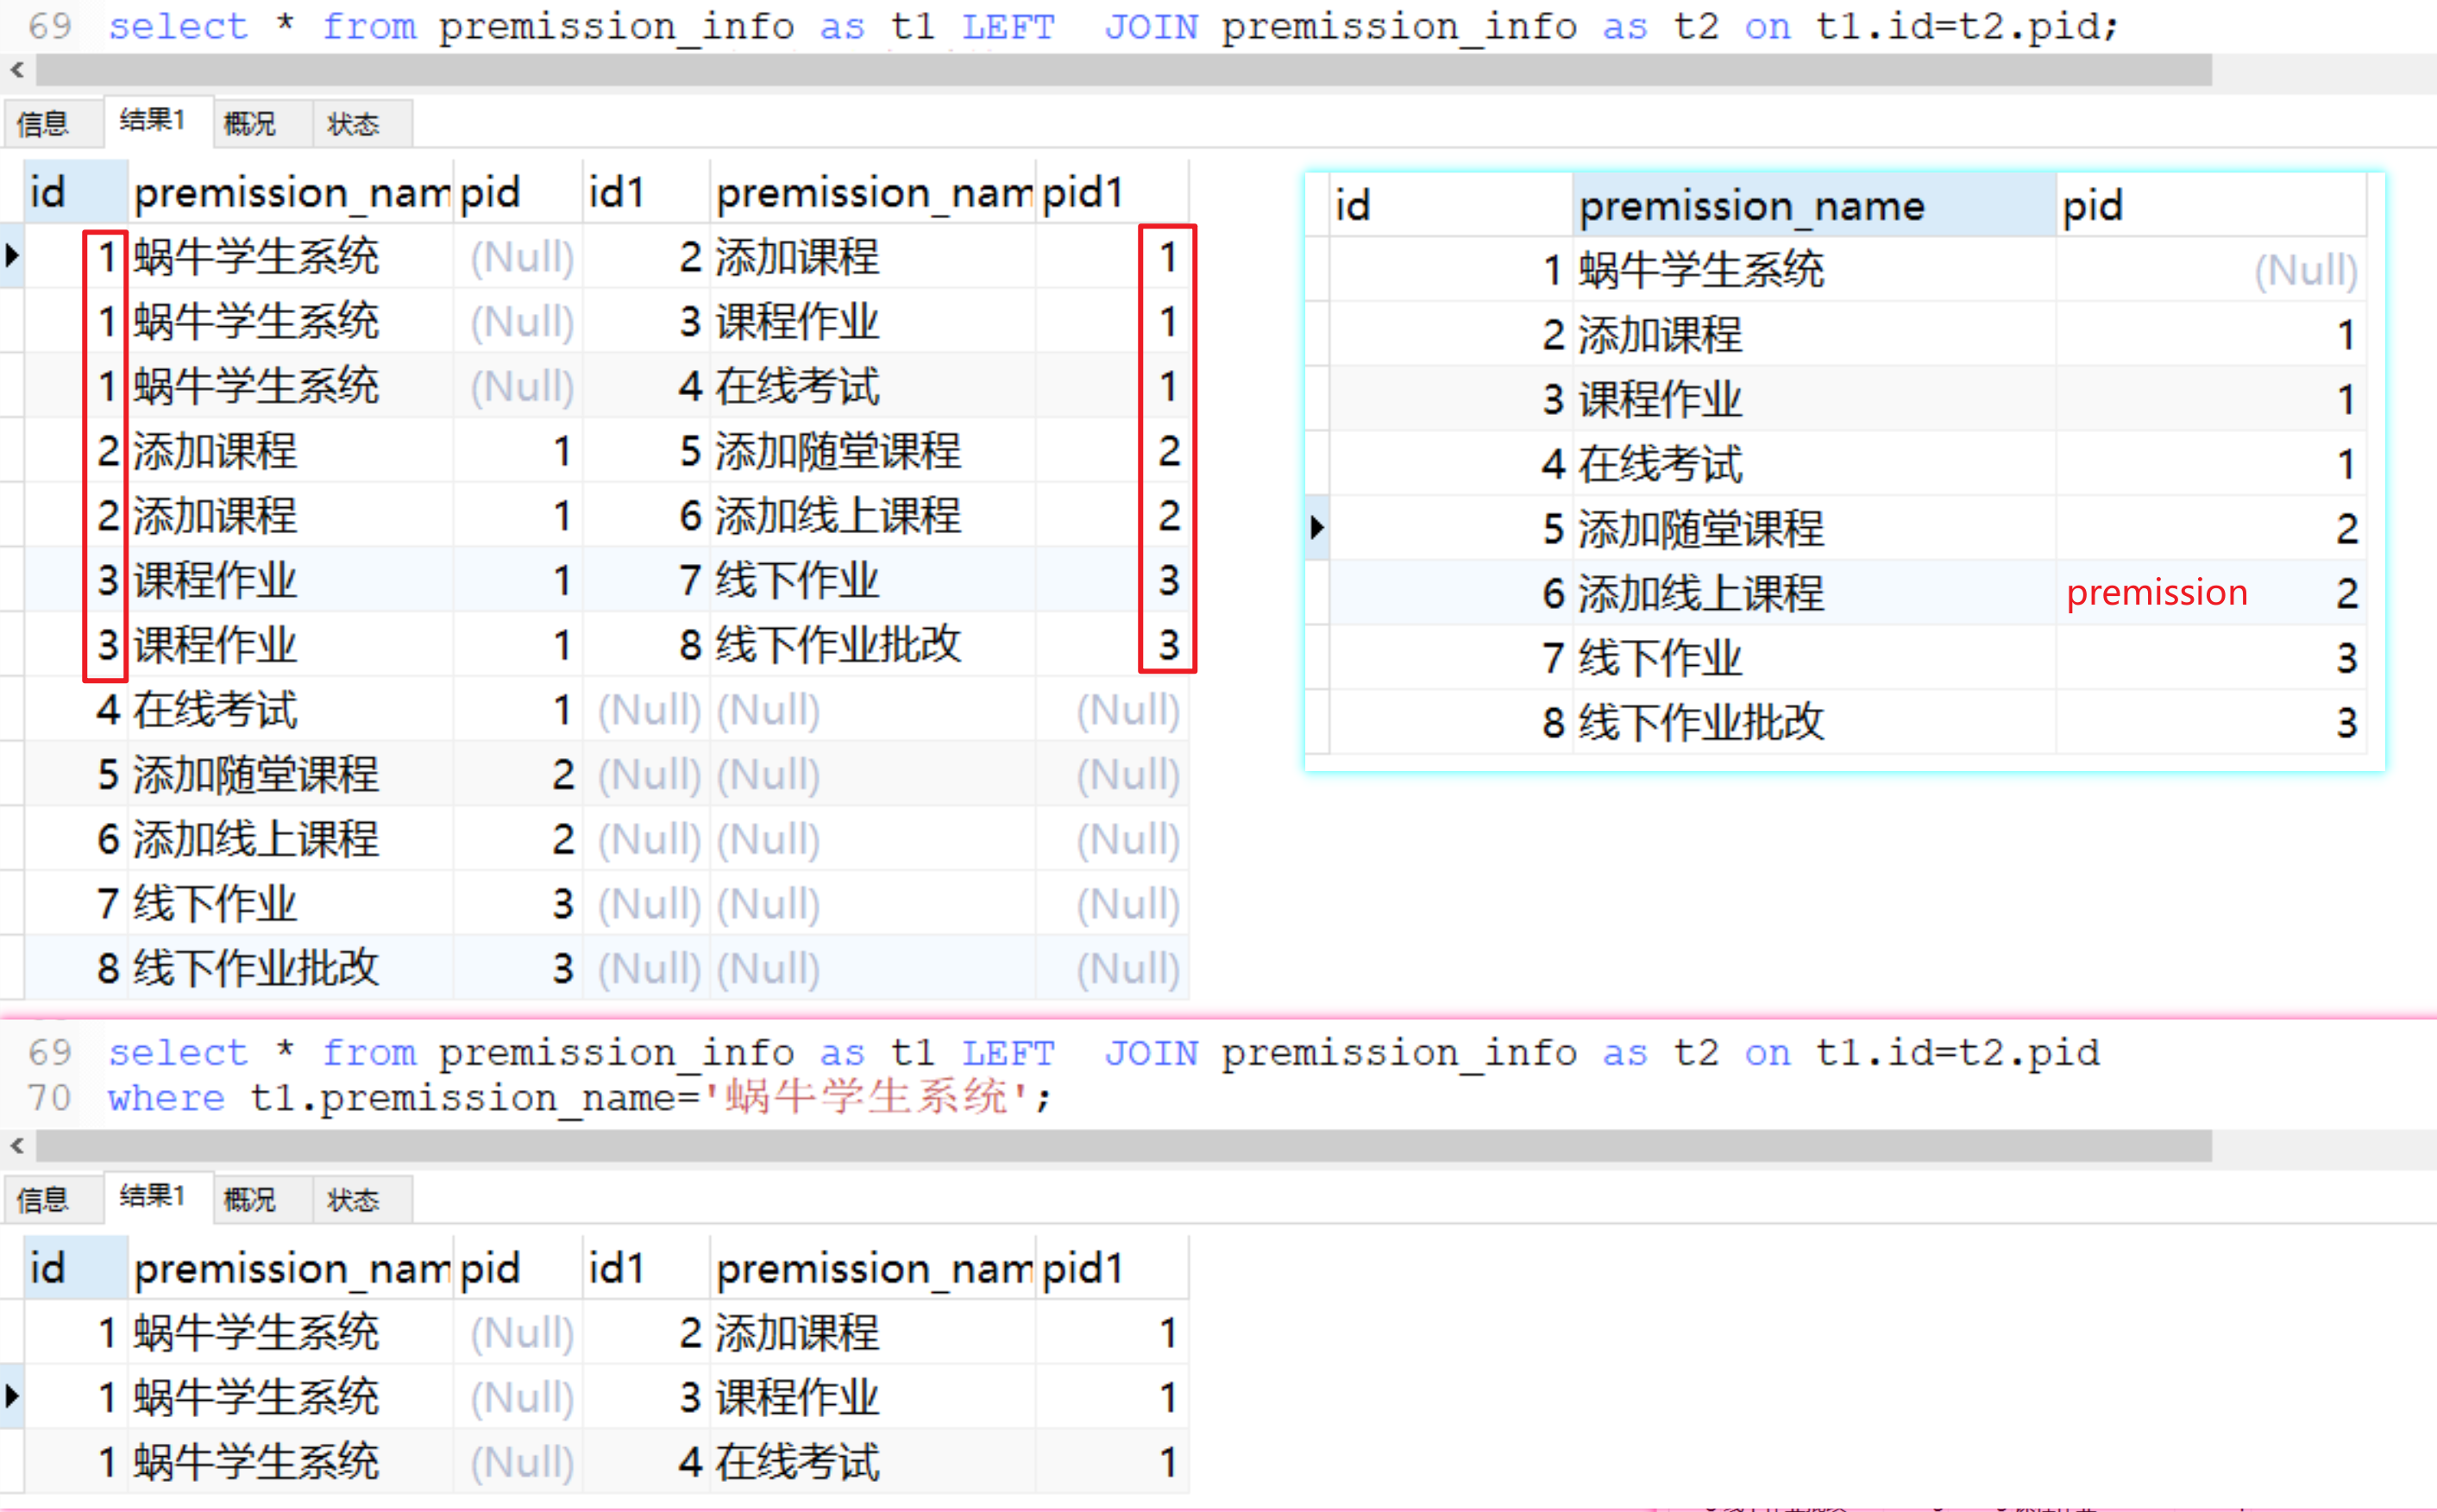 69 select * from premission_info as t1 LEFT  JOIN premission_info as t2 on t1.id=t2.pid;
信息 结果1 概况 状态
id premission_nam pid id1 premission_nam pid1
1 蜗牛学生系统 (Null) 2 添加课程 1
1 蜗牛学生系统 (Null) 3 课程作业 1
1 蜗牛学生系统 (Null) 4 在线考试 1
2 添加课程 1 5 添加随堂课程 2
2 添加课程 1 6 添加线上课程 2
3 课程作业 1 7 线下作业 3
3 课程作业 1 8 线下作业批改 3
4 在线考试 1 (Null) (Null) (Null)
5 添加随堂课程 2 (Null) (Null) (Null)
6 添加线上课程 2 (Null) (Null) (Null)
7 线下作业 3 (Null) (Null) (Null)
8 线下作业批改 3 (Null) (Null) (Null)
id premission_name pid
1 蜗牛学生系统 (Null)
2 添加课程 1
3 课程作业 1
4 在线考试 1
5 添加随堂课程 2
6 添加线上课程 premission 2
7 线下作业 3
8 线下作业批改 3
69 select * from premission_info as t1 LEFT  JOIN premission_info as t2 on t1.id=t2.pid
70 where t1.premission_name='蜗牛学生系统';
信息 结果1 概况 状态
id premission_nam pid id1 premission_nam pid1
1 蜗牛学生系统 (Null) 2 添加课程 1
1 蜗牛学生系统 (Null) 3 课程作业 1
1 蜗牛学生系统 (Null) 4 在线考试 1